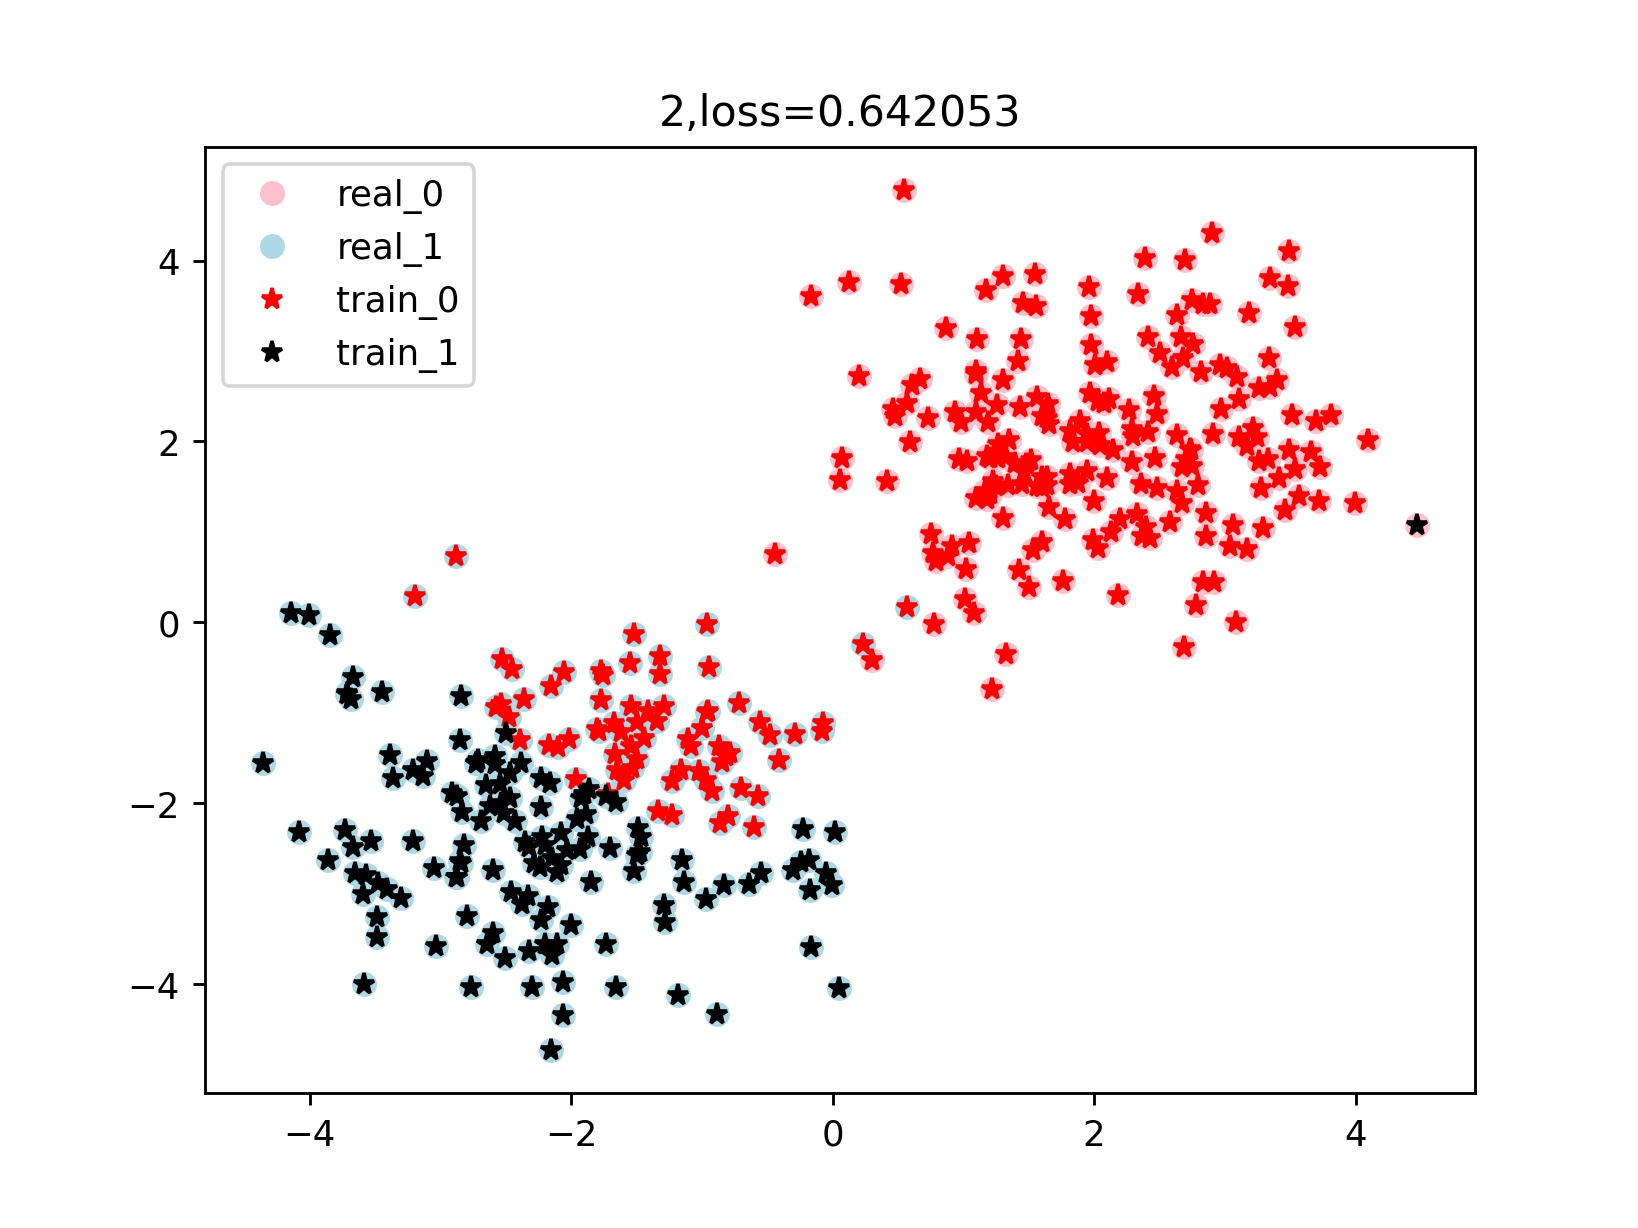 2,loss=0.642053
real_0
real_1
train_0
train_1
4
2
0
−2
−4
−4 −2 0 2 4